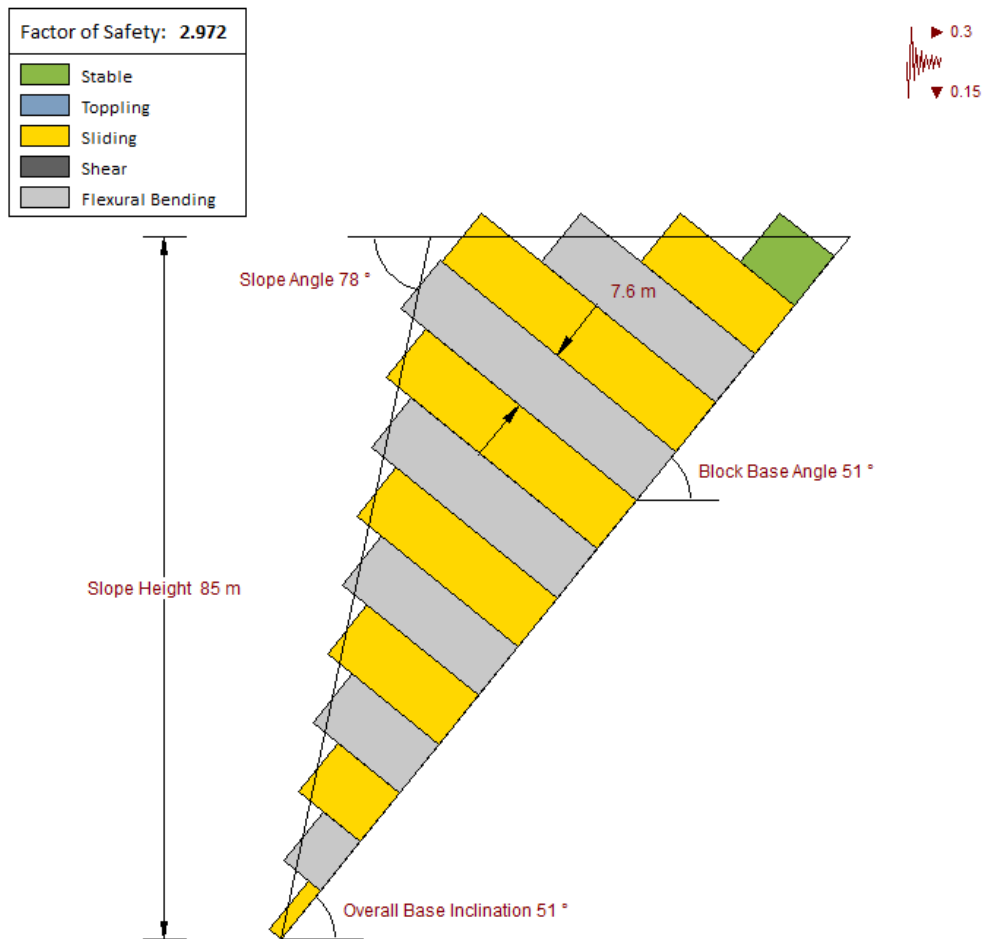 Factor of Safety: 2.972
Stable
Toppling
Sliding
Shear
Flexural Bending
0.3
0.15
Slope Angle 78 °
7.6 m
Block Base Angle 51 °
Slope Height 85 m
Overall Base Inclination 51 °